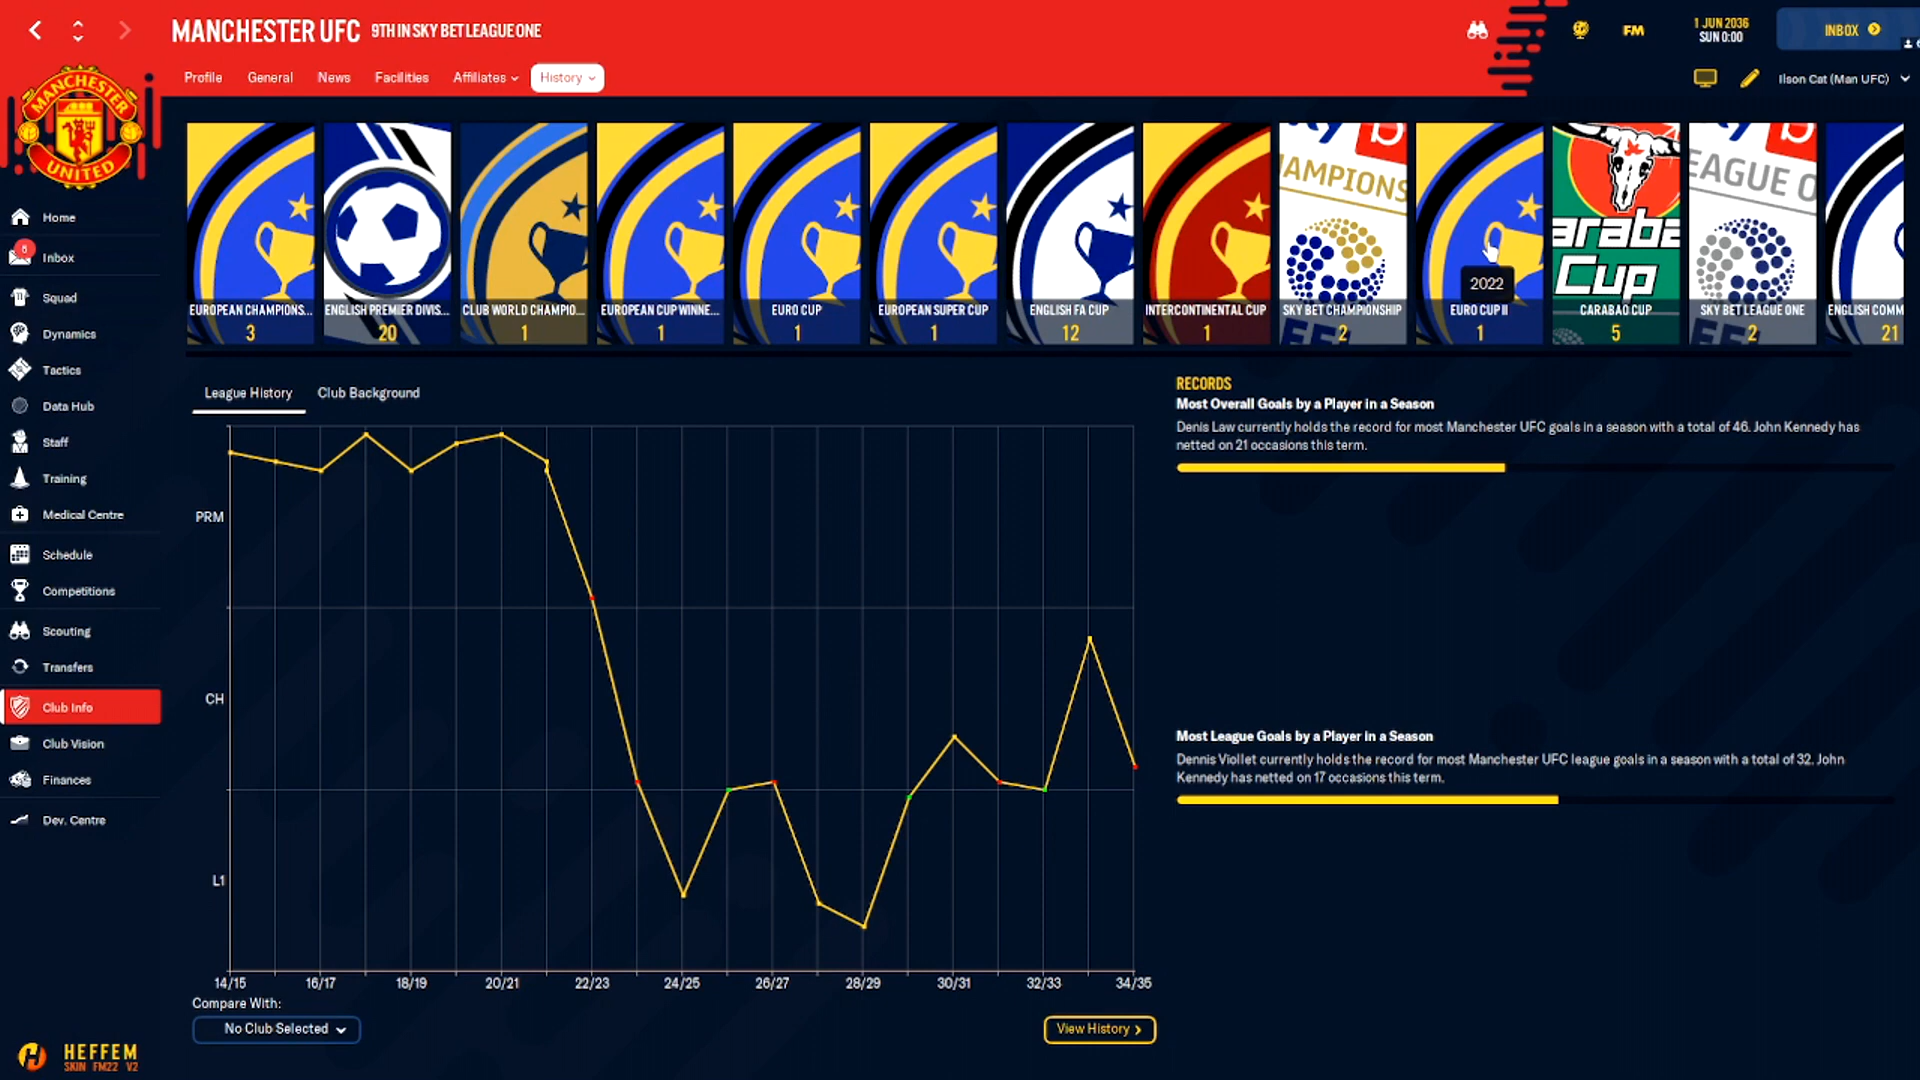 MANCHESTER UFC 9TH IN SKY BET LEAGUE ONE
FM
1 JUN 2036
SUN 0:00
INBOX
Profile General News Facilities Affiliates History
Ilson Cat (Man UFC)
MANCHESTER
UNITED
Home
8
Inbox
Squad
Dynamics
Tactics
Data Hub
Staff
Training
Medical Centre
Schedule
Competitions
Scouting
Transfers
Club Info
Club Vision
Finances
Dev. Centre
HEFFEM
SKIN FM22 V2
EUROPEAN CHAMPIONS...
3
ENGLISH PREMIER DIVIS...
20
CLUB WORLD CHAMPIO...
1
EUROPEAN CUP WINNE...
1
EURO CUP
1
EUROPEAN SUPER CUP
1
ENGLISH FA CUP
12
INTERCONTINENTAL CUP
1
AMPIONS
SKY BET CHAMPIONSHIP
2
2022
EURO CUP II
1
araba
Cup
CARABAO CUP
5
EAGUE O
SKY BET LEAGUE ONE
2
ENGLISH COMM
21
League History Club Background
PRM
CH
L1
14/15 16/17 18/19 20/21 22/23 24/25 26/27 28/29 30/31 32/33 34/35
Compare With:
No Club Selected
View History
RECORDS
Most Overall Goals by a Player in a Season
Denis Law currently holds the record for most Manchester UFC goals in a season with a total of 46. John Kennedy has
netted on 21 occasions this term.
Most League Goals by a Player in a Season
Dennis Viollet currently holds the record for most Manchester UFC league goals in a season with a total of 32. John
Kennedy has netted on 17 occasions this term.